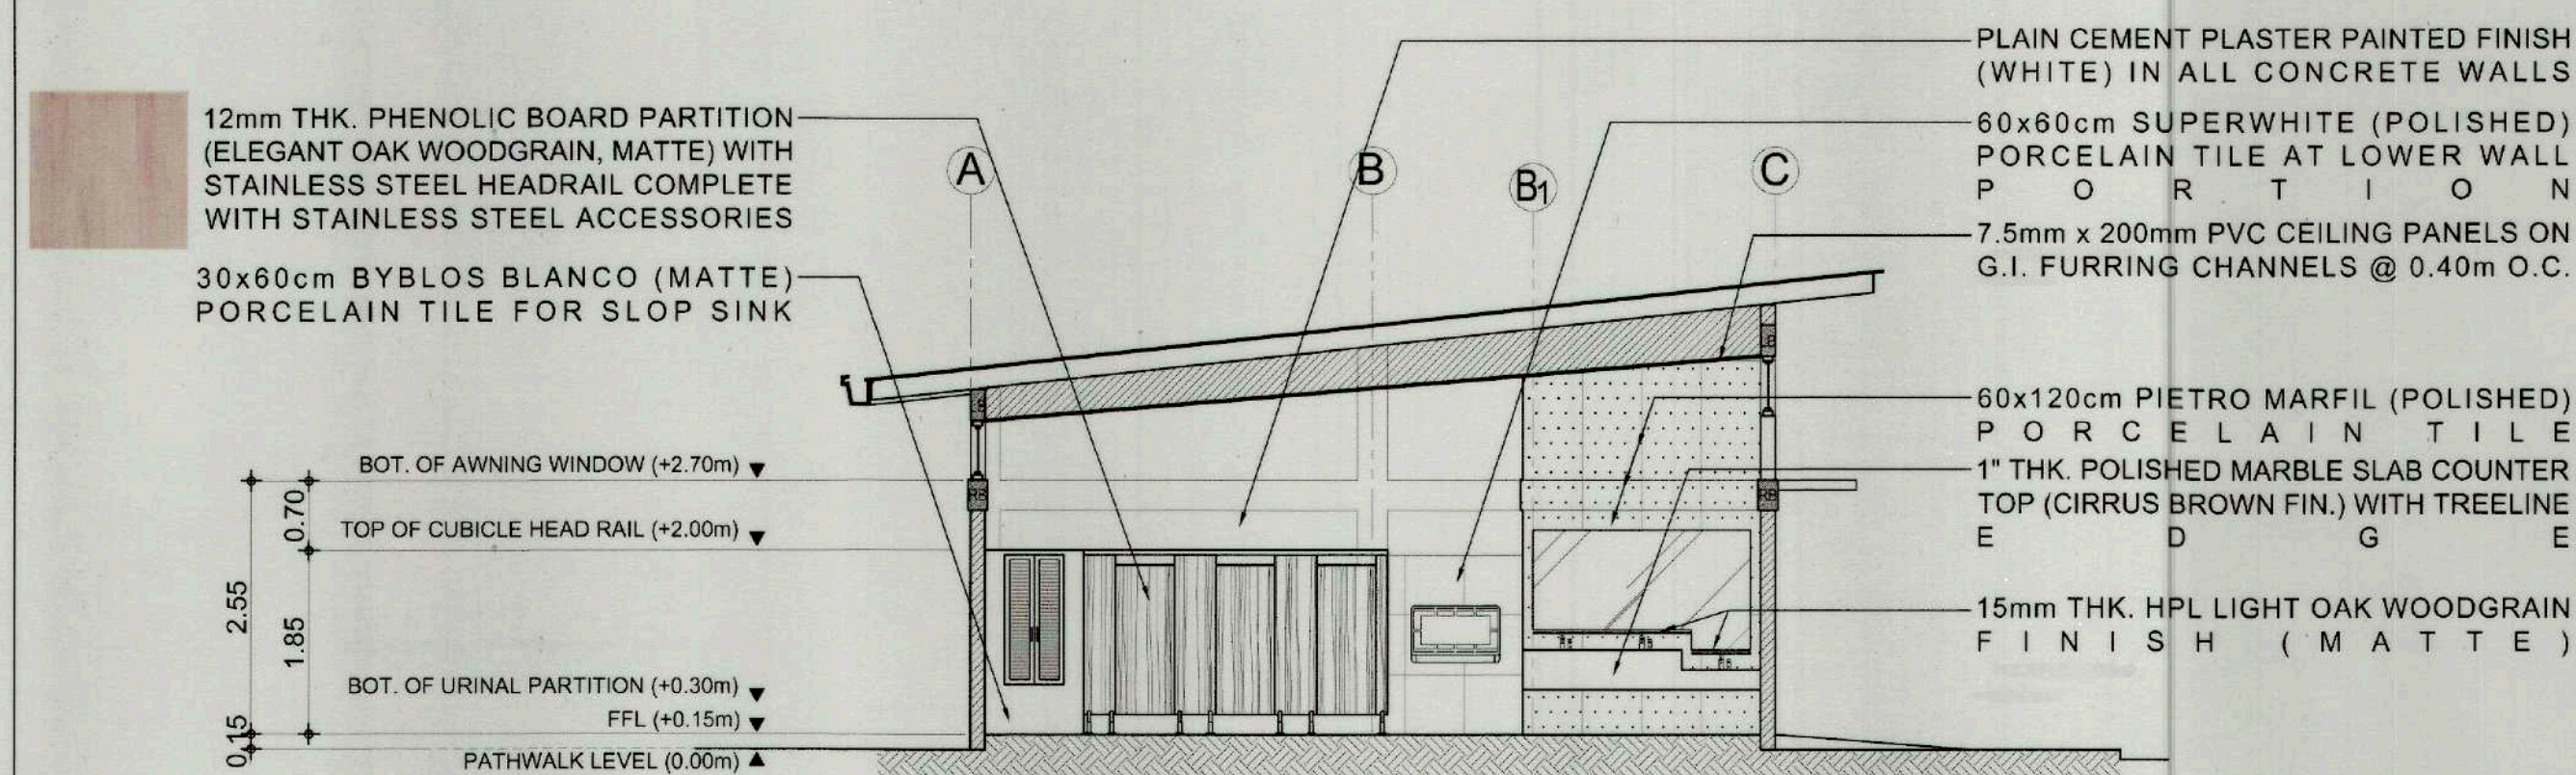 12mm THK. PHENOLIC BOARD PARTITION
(ELEGANT OAK WOODGRAIN, MATTE) WITH
STAINLESS STEEL HEADRAIL COMPLETE
WITH STAINLESS STEEL ACCESSORIES
30x60cm BYBLOS BLANCO (MATTE)
PORCELAIN TILE FOR SLOP SINK
A
B
B1
C
PLAIN CEMENT PLASTER PAINTED FINISH
(WHITE) IN ALL CONCRETE WALLS
60x60cm SUPERWHITE (POLISHED)
PORCELAIN TILE AT LOWER WALL
PORTION
7.5mm x 200mm PVC CEILING PANELS ON
G.I. FURRING CHANNELS @ 0.40m O.C.
60x120cm PIETRO MARFIL (POLISHED)
PORCELAIN TILE
1" THK. POLISHED MARBLE SLAB COUNTER
TOP (CIRRUS BROWN FIN.) WITH TREELINE
EDGE
15mm THK. HPL LIGHT OAK WOODGRAIN
FINISH (MATTE)
BOT. OF AWNING WINDOW (+2.70m)
TOP OF CUBICLE HEAD RAIL (+2.00m)
BOT. OF URINAL PARTITION (+0.30m)
FFL (+0.15m)
PATHWALK LEVEL (0.00m)
0.70
2.55
1.85
0.15
RB
RB